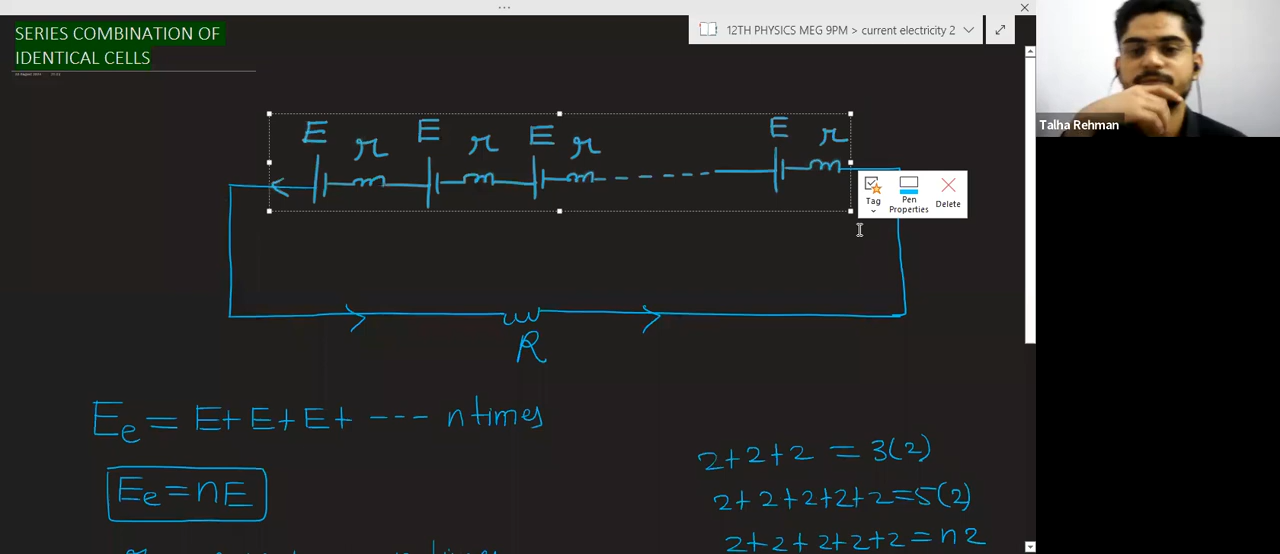 SERIES COMBINATION OF
IDENTICAL CELLS
12TH PHYSICS MEG 9PM > current electricity 2
Talha Rehman
E r E r E r E r
Tag
Pen Properties
Delete
R
Ee = E+ E+ E+ --- n times
Ee = nE
2+2+2 = 3(2)
2+2+2+2+2=5(2)
2+2+2+2+2=n2